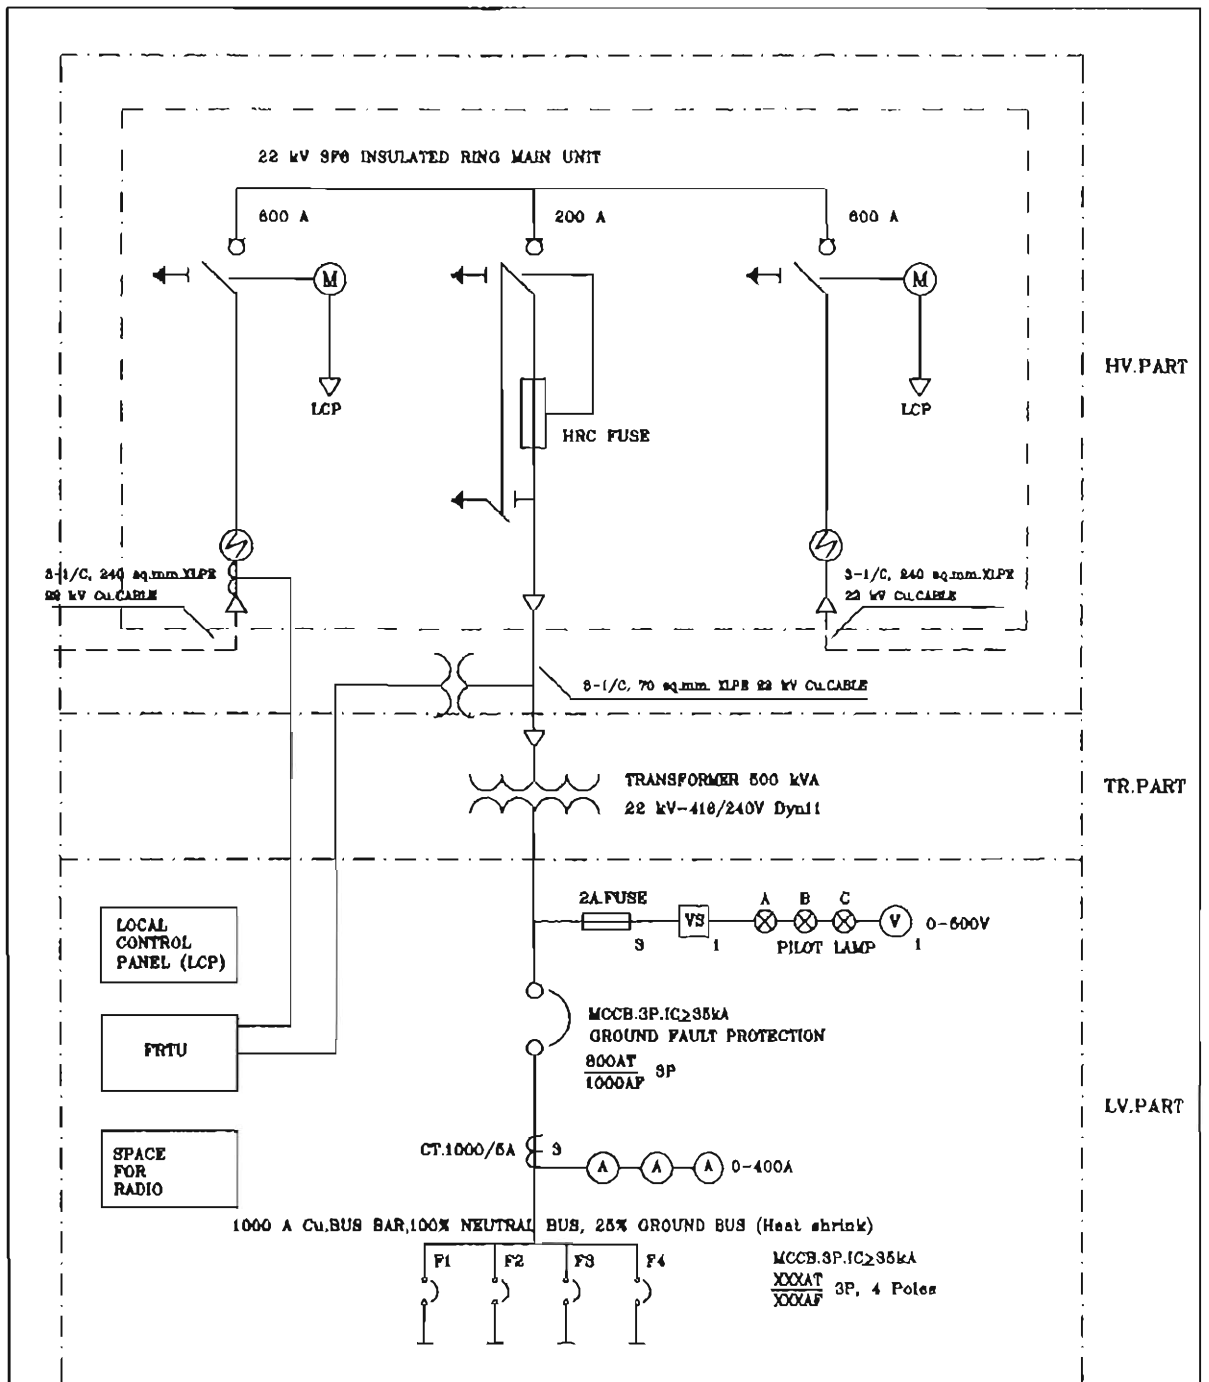 22 kV SF6 INSULATED RING MAIN UNIT
600 A
200 A
600 A
M
M
LCP
LCP
HRC FUSE
HV.PART
3-1/C, 240 sq.mm.XLPE
22 kV Cu.CABLE
3-1/C, 240 sq.mm.XLPE
22 kV Cu.CABLE
3-1/C, 70 sq.mm. XLPE 22 kV Cu.CABLE
TRANSFORMER 500 kVA
22 kV-416/240V Dyn11
TR.PART
2A.FUSE
3
VS
1
A B C
PILOT LAMP
V
1
0-500V
LOCAL
CONTROL
PANEL (LCP)
MCCB.3P.IC≥35kA
GROUND FAULT PROTECTION
800AT
1000AF
3P
FRTU
LV.PART
CT.1000/5A
3
A A A
0-400A
SPACE
FOR
RADIO
1000 A Cu.BUS BAR,100% NEUTRAL BUS, 25% GROUND BUS (Heat shrink)
F1 F2 F3 F4
MCCB.3P.IC≥35kA
XXXAT
XXXAF
3P, 4 Poles